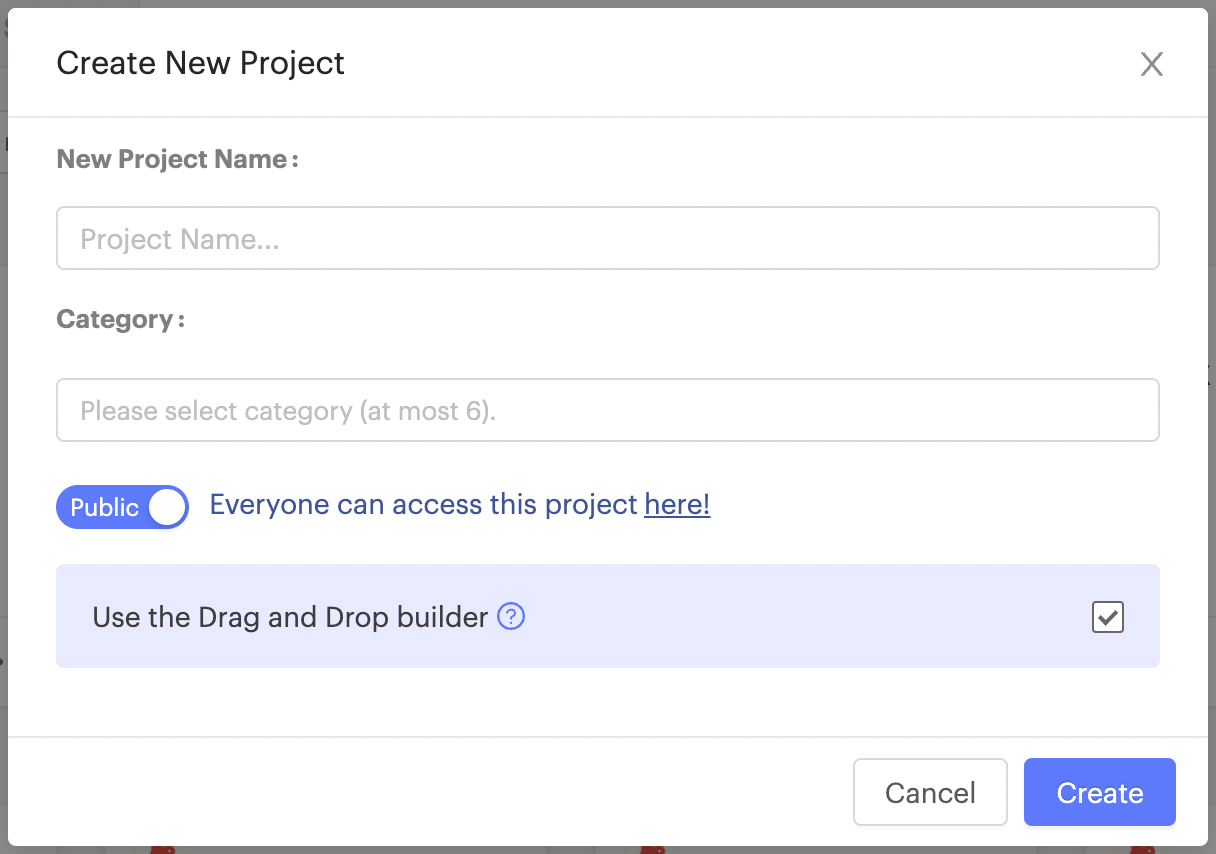 Create New Project
New Project Name:
Project Name...
Category:
Please select category (at most 6).
Public Everyone can access this project here!
Use the Drag and Drop builder ?
Cancel Create